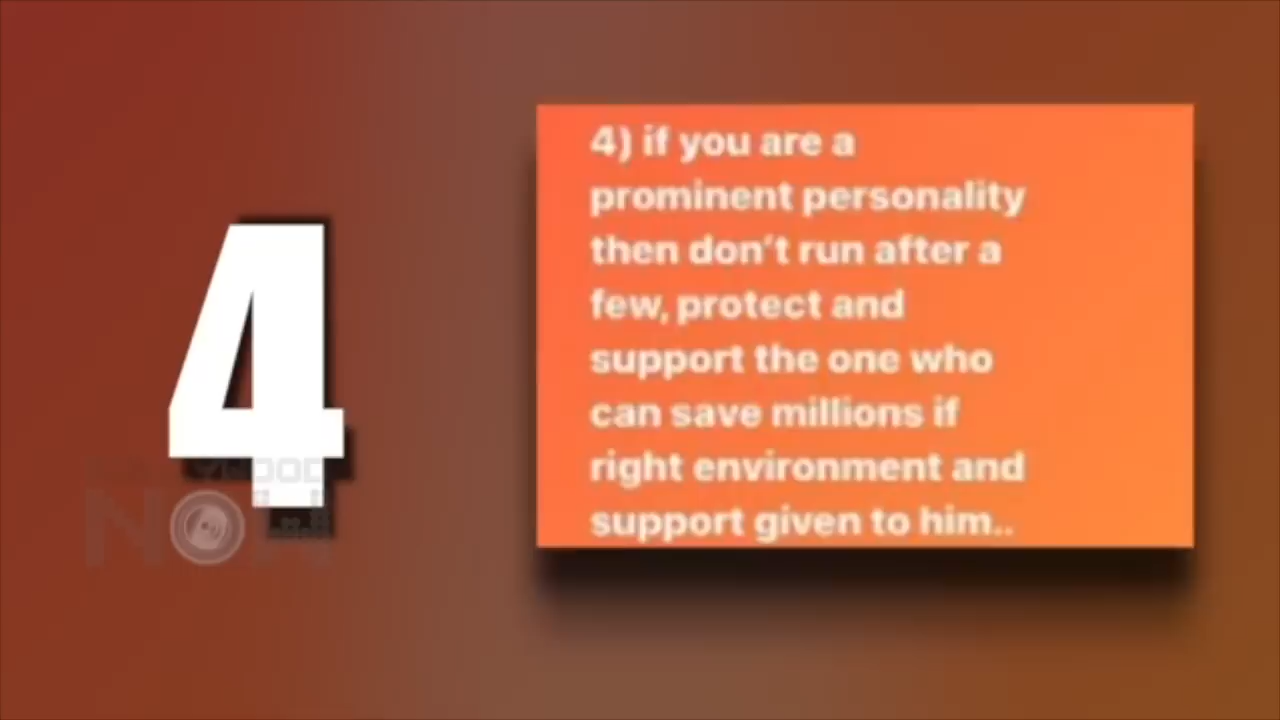 4
4) if you are a
prominent personality
then don't run after a
few, protect and
support the one who
can save millions if
right environment and
support given to him..
NOW